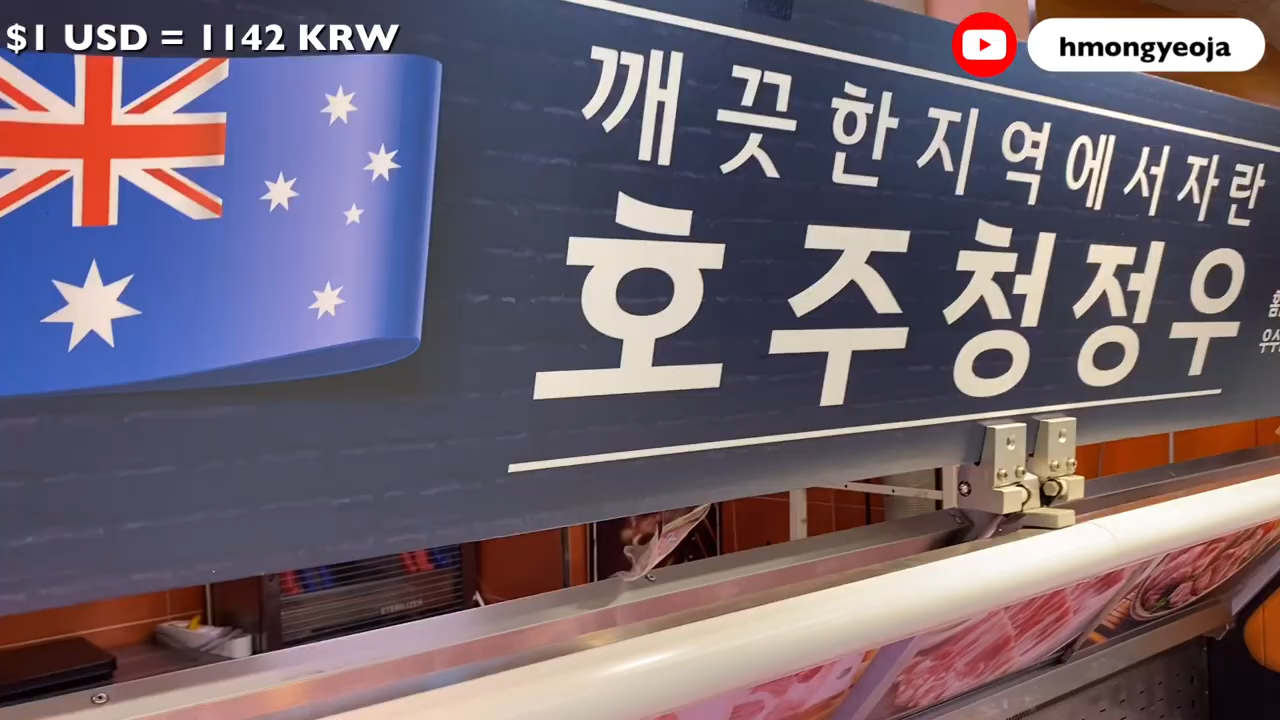 $1 USD = 1142 KRW
hmongyeoja
깨끗한지역에서자란
호주청정우
STERILIZER